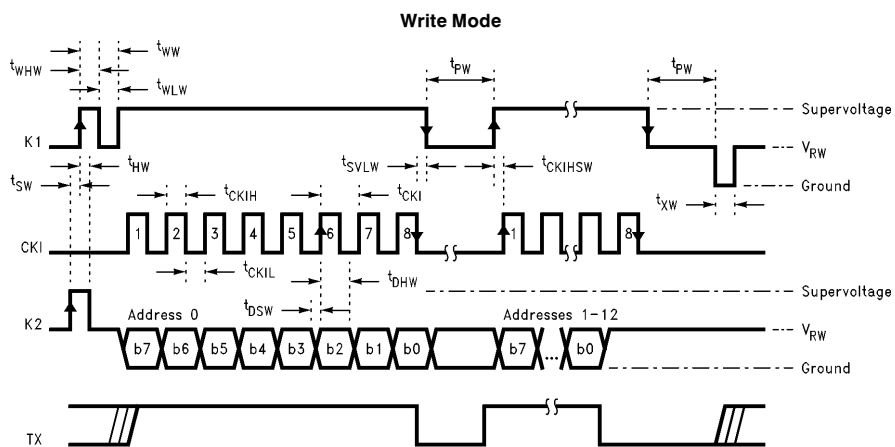 Write Mode
tWW
tWHW
tWLW
tPW
tPW
Supervoltage
K1
VRW
tHW
tSVLW
tCKIHSW
Ground
tSW
tCKIH
tCKI
tXW
1 2 3 4 5 6 7 8 1 8
CKI
tCKIL
tDHW
Supervoltage
tDSW
K2
Address 0
Addresses 1-12
VRW
b7 b6 b5 b4 b3 b2 b1 b0 b7 ... b0
Ground
TX